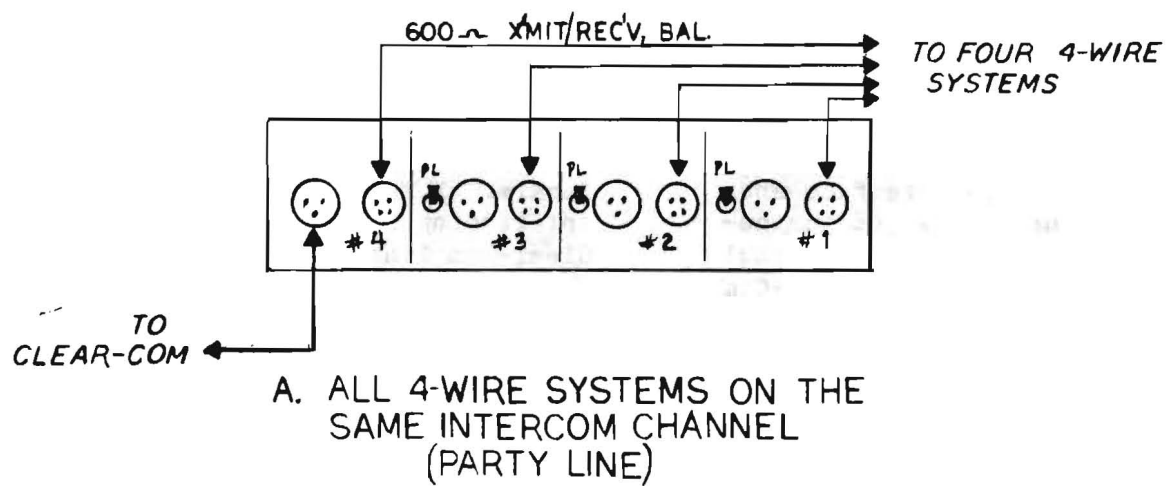 600 Ω XMIT/REC'V, BAL.
TO FOUR 4-WIRE
SYSTEMS
PL
PL
PL
#4
#3
#2
#1
TO
CLEAR-COM
A. ALL 4-WIRE SYSTEMS ON THE
SAME INTERCOM CHANNEL
(PARTY LINE)